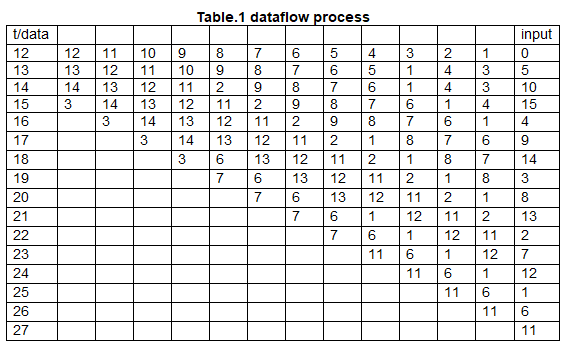 Table.1 dataflow process
t/data input
12 12 11 10 9 8 7 6 5 4 3 2 1 0
13 13 12 11 10 9 8 7 6 5 1 4 3 5
14 14 13 12 11 2 9 8 7 6 1 4 3 10
15 3 14 13 12 11 2 9 8 7 6 1 4 15
16 3 14 13 12 11 2 9 8 7 6 1 4
17 3 14 13 12 11 2 1 8 7 6 9
18 3 6 13 12 11 2 1 8 7 14
19 7 6 13 12 11 2 1 8 3
20 7 6 13 12 11 2 1 8
21 7 6 1 12 11 2 13
22 7 6 1 12 11 2
23 11 6 1 12 7
24 11 6 1 12
25 11 6 1
26 11 6
27 11